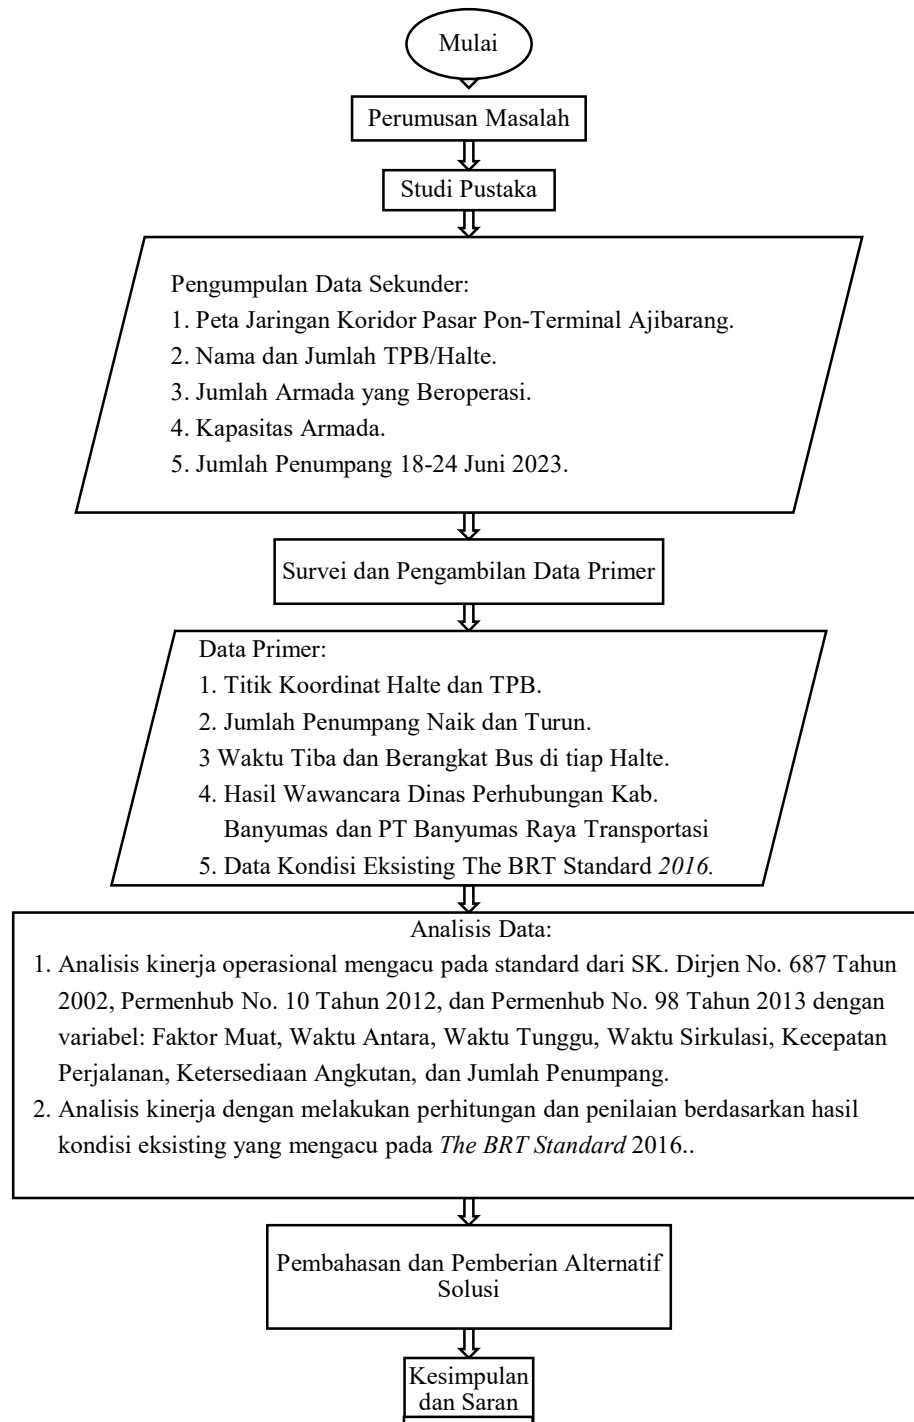 Mulai
Perumusan Masalah
Studi Pustaka
Pengumpulan Data Sekunder:
1. Peta Jaringan Koridor Pasar Pon-Terminal Ajibarang.
2. Nama dan Jumlah TPB/Halte.
3. Jumlah Armada yang Beroperasi.
4. Kapasitas Armada.
5. Jumlah Penumpang 18-24 Juni 2023.
Survei dan Pengambilan Data Primer
Data Primer:
1. Titik Koordinat Halte dan TPB.
2. Jumlah Penumpang Naik dan Turun.
3 Waktu Tiba dan Berangkat Bus di tiap Halte.
4. Hasil Wawancara Dinas Perhubungan Kab.
Banyumas dan PT Banyumas Raya Transportasi
5. Data Kondisi Eksisting The BRT Standard 2016.
Analisis Data:
1. Analisis kinerja operasional mengacu pada standard dari SK. Dirjen No. 687 Tahun
2002, Permenhub No. 10 Tahun 2012, dan Permenhub No. 98 Tahun 2013 dengan
variabel: Faktor Muat, Waktu Antara, Waktu Tunggu, Waktu Sirkulasi, Kecepatan
Perjalanan, Ketersediaan Angkutan, dan Jumlah Penumpang.
2. Analisis kinerja dengan melakukan perhitungan dan penilaian berdasarkan hasil
kondisi eksisting yang mengacu pada The BRT Standard 2016..
Pembahasan dan Pemberian Alternatif
Solusi
Kesimpulan
dan Saran